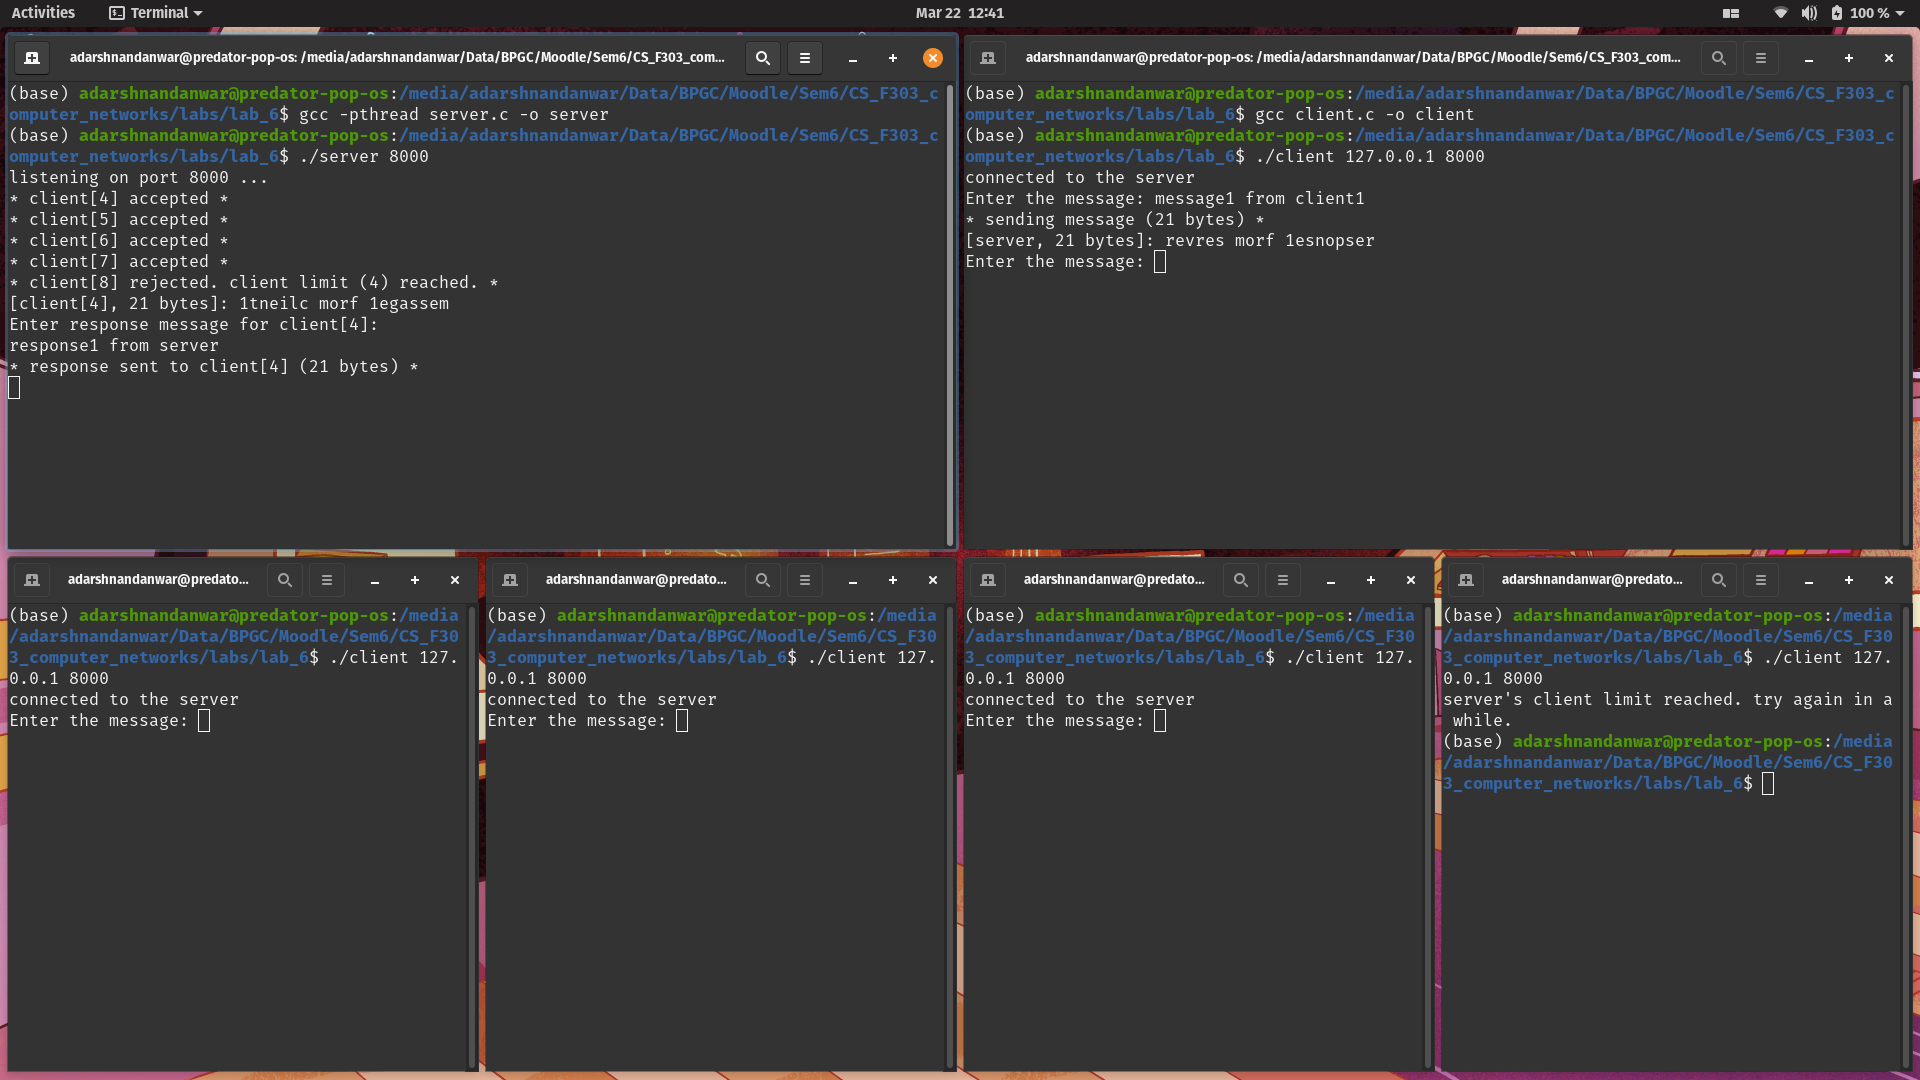 Activities Terminal Mar 22 12:41 100 %
adarshnandanwar@predator-pop-os: /media/adarshnandanwar/Data/BPGC/Moodle/Sem6/CS_F303_com...
(base) adarshnandanwar@predator-pop-os:/media/adarshnandanwar/Data/BPGC/Moodle/Sem6/CS_F303_c
omputer_networks/labs/lab_6$ gcc -pthread server.c -o server
(base) adarshnandanwar@predator-pop-os:/media/adarshnandanwar/Data/BPGC/Moodle/Sem6/CS_F303_c
omputer_networks/labs/lab_6$ ./server 8000
listening on port 8000 ...
* client[4] accepted *
* client[5] accepted *
* client[6] accepted *
* client[7] accepted *
* client[8] rejected. client limit (4) reached. *
[client[4], 21 bytes]: 1tneilc morf 1egassem
Enter response message for client[4]:
response1 from server
* response sent to client[4] (21 bytes) *
adarshnandanwar@predator-pop-os: /media/adarshnandanwar/Data/BPGC/Moodle/Sem6/CS_F303_com...
(base) adarshnandanwar@predator-pop-os:/media/adarshnandanwar/Data/BPGC/Moodle/Sem6/CS_F303_c
omputer_networks/labs/lab_6$ gcc client.c -o client
(base) adarshnandanwar@predator-pop-os:/media/adarshnandanwar/Data/BPGC/Moodle/Sem6/CS_F303_c
omputer_networks/labs/lab_6$ ./client 127.0.0.1 8000
connected to the server
Enter the message: message1 from client1
* sending message (21 bytes) *
[server, 21 bytes]: revres morf 1esnopser
Enter the message:
adarshnandanwar@predato...
(base) adarshnandanwar@predator-pop-os:/media
/adarshnandanwar/Data/BPGC/Moodle/Sem6/CS_F30
3_computer_networks/labs/lab_6$ ./client 127.
0.0.1 8000
connected to the server
Enter the message:
adarshnandanwar@predato...
(base) adarshnandanwar@predator-pop-os:/media
/adarshnandanwar/Data/BPGC/Moodle/Sem6/CS_F30
3_computer_networks/labs/lab_6$ ./client 127.
0.0.1 8000
connected to the server
Enter the message:
adarshnandanwar@predato...
(base) adarshnandanwar@predator-pop-os:/media
/adarshnandanwar/Data/BPGC/Moodle/Sem6/CS_F30
3_computer_networks/labs/lab_6$ ./client 127.
0.0.1 8000
connected to the server
Enter the message:
adarshnandanwar@predato...
(base) adarshnandanwar@predator-pop-os:/media
/adarshnandanwar/Data/BPGC/Moodle/Sem6/CS_F30
3_computer_networks/labs/lab_6$ ./client 127.
0.0.1 8000
server's client limit reached. try again in a
 while.
(base) adarshnandanwar@predator-pop-os:/media
/adarshnandanwar/Data/BPGC/Moodle/Sem6/CS_F30
3_computer_networks/labs/lab_6$